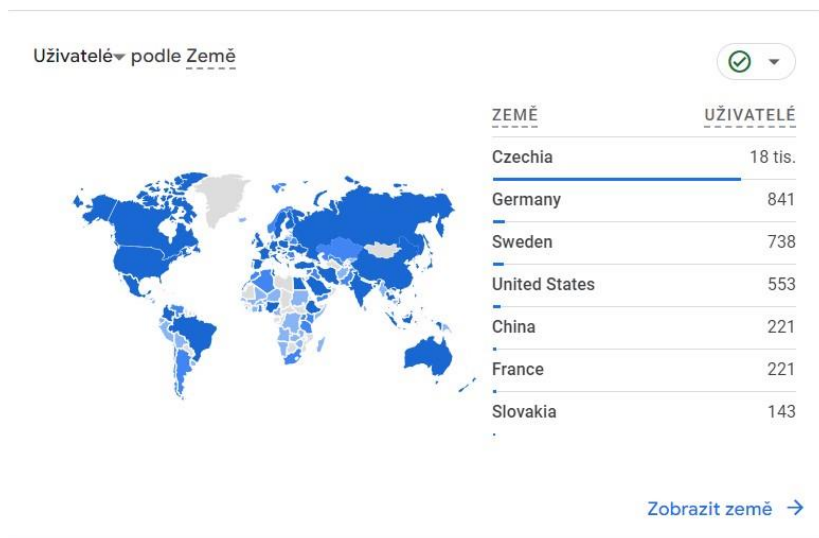 Uživatelé podle Země
ZEMĚ UŽIVATELÉ
Czechia 18 tis.
Germany 841
Sweden 738
United States 553
China 221
France 221
Slovakia 143
Zobrazit země →